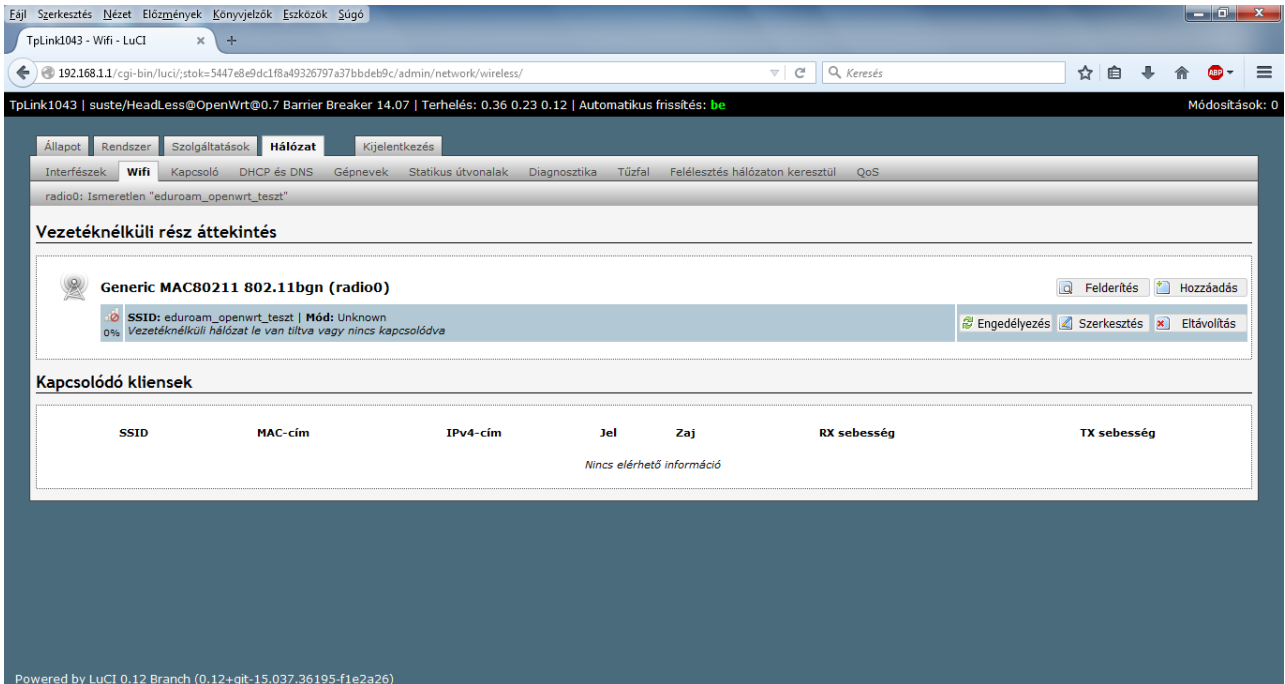 Fájl Szerkesztés Nézet Előzmények Könyvjelzők Eszközök Súgó
TpLink1043 - Wifi - LuCI
192.168.1.1/cgi-bin/luci/;stok=5447e8e9dc1f8a49326797a37bbdeb9c/admin/network/wireless/
Keresés
ABP
TpLink1043 | suste/HeadLess@OpenWrt@0.7 Barrier Breaker 14.07 | Terhelés: 0.36 0.23 0.12 | Automatikus frissítés: be
Módosítások: 0
Állapot Rendszer Szolgáltatások Hálózat Kijelentkezés
Interfészek Wifi Kapcsoló DHCP és DNS Gépnevek Statikus útvonalak Diagnosztika Tűzfal Felélesztés hálózaton keresztül QoS
radio0: Ismeretlen "eduroam_openwrt_teszt"
Vezetéknélküli rész áttekintés
Generic MAC80211 802.11bgn (radio0)
Felderítés Hozzáadás
SSID: eduroam_openwrt_teszt | Mód: Unknown
0% Vezetéknélküli hálózat le van tiltva vagy nincs kapcsolódva
Engedélyezés Szerkesztés Eltávolítás
Kapcsolódó kliensek
SSID MAC-cím IPv4-cím Jel Zaj RX sebesség TX sebesség
Nincs elérhető információ
Powered by LuCI 0.12 Branch (0.12+git-15.037.36195-f1e2a26)